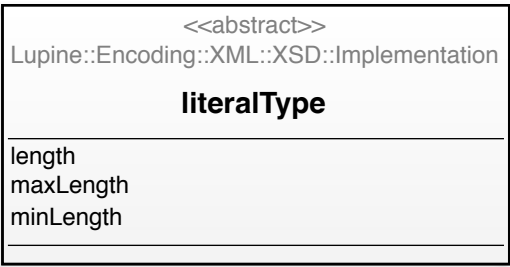 <<abstract>>
Lupine::Encoding::XML::XSD::Implementation
literalType
length
maxLength
minLength